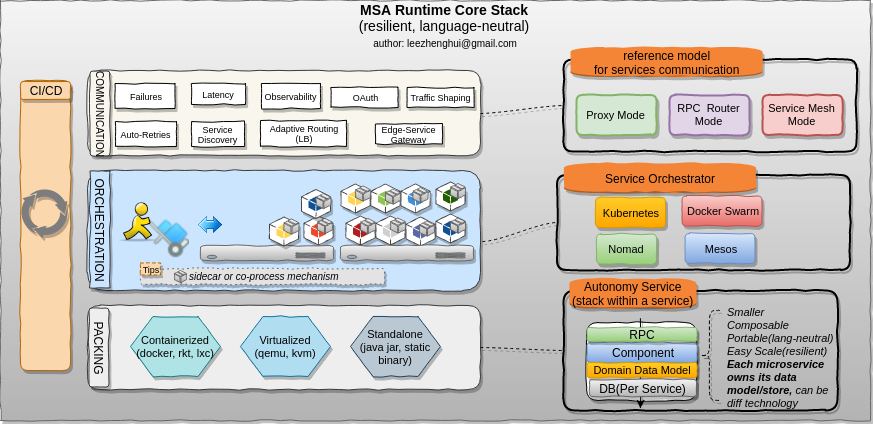 MSA Runtime Core Stack
(resilient, language-neutral)
author: leezhenghui@gmail.com
CI/CD
COMMUNICATION
Failures
Latency
Observability
OAuth
Traffic Shaping
Auto-Retries
Service
Discovery
Adaptive Routing
(LB)
Edge-Service
Gateway
reference model
for services communication
Proxy Mode
RPC Router
Mode
Service Mesh
Mode
ORCHESTRATION
Tips
sidecar or co-process mechanism
Service Orchestrator
Kubernetes
Docker Swarm
Nomad
Mesos
PACKING
Containerized
(docker, rkt, lxc)
Virtualized
(qemu, kvm)
Standalone
(java jar, static
binary)
Autonomy Service
(stack within a service)
RPC
Component
Domain Data Model
DB(Per Service)
Smaller
Composable
Portable(lang-neutral)
Easy Scale(resilient)
Each microservice
owns its data
model/store, can be
diff technology